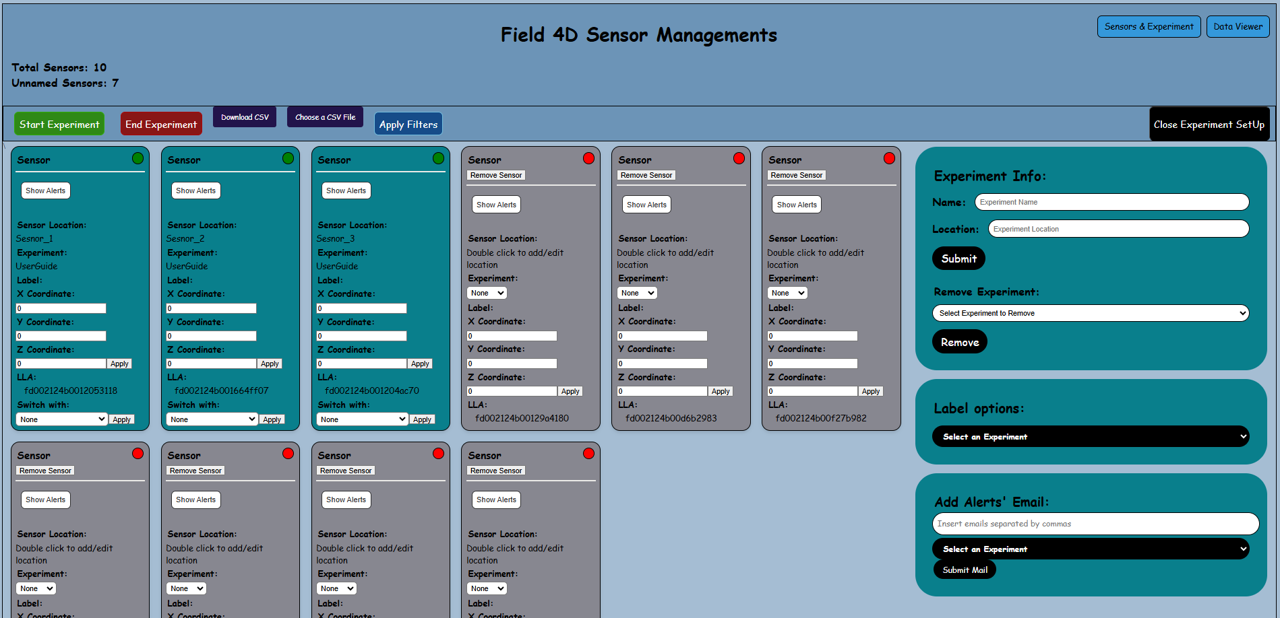 Field 4D Sensor Managements
Sensors & Experiment
Data Viewer
Total Sensors: 10
Unnamed Sensors: 7
Start Experiment
End Experiment
Download CSV
Choose a CSV File
Apply Filters
Close Experiment SetUp
Sensor
Show Alerts
Sensor Location:
Sesnor_1
Experiment:
UserGuide
Label:
X Coordinate:
0
Y Coordinate:
0
Z Coordinate:
0 Apply
LLA:
fd002124b0012053118
Switch with:
None Apply
Sensor
Show Alerts
Sensor Location:
Sesnor_2
Experiment:
UserGuide
Label:
X Coordinate:
0
Y Coordinate:
0
Z Coordinate:
0 Apply
LLA:
fd002124b001664ff07
Switch with:
None Apply
Sensor
Show Alerts
Sensor Location:
Sesnor_3
Experiment:
UserGuide
Label:
X Coordinate:
0
Y Coordinate:
0
Z Coordinate:
0 Apply
LLA:
fd002124b001204ac70
Switch with:
None Apply
Sensor
Remove Sensor
Show Alerts
Sensor Location:
Double click to add/edit
location
Experiment:
None
Label:
X Coordinate:
0
Y Coordinate:
0
Z Coordinate:
0 Apply
LLA:
fd002124b00129a4180
Sensor
Remove Sensor
Show Alerts
Sensor Location:
Double click to add/edit
location
Experiment:
None
Label:
X Coordinate:
0
Y Coordinate:
0
Z Coordinate:
0 Apply
LLA:
fd002124b00d6b2983
Sensor
Remove Sensor
Show Alerts
Sensor Location:
Double click to add/edit
location
Experiment:
None
Label:
X Coordinate:
0
Y Coordinate:
0
Z Coordinate:
0 Apply
LLA:
fd002124b00f27b982
Sensor
Remove Sensor
Show Alerts
Sensor Location:
Double click to add/edit
location
Experiment:
None
Label:
X Coordinate:
Sensor
Remove Sensor
Show Alerts
Sensor Location:
Double click to add/edit
location
Experiment:
None
Label:
X Coordinate:
Sensor
Remove Sensor
Show Alerts
Sensor Location:
Double click to add/edit
location
Experiment:
None
Label:
X Coordinate:
Sensor
Remove Sensor
Show Alerts
Sensor Location:
Double click to add/edit
location
Experiment:
None
Label:
X Coordinate:
Experiment Info:
Name: Experiment Name
Location: Experiment Location
Submit
Remove Experiment:
Select Experiment to Remove
Remove
Label options:
Select an Experiment
Add Alerts' Email:
Insert emails separated by commas
Select an Experiment
Submit Mail